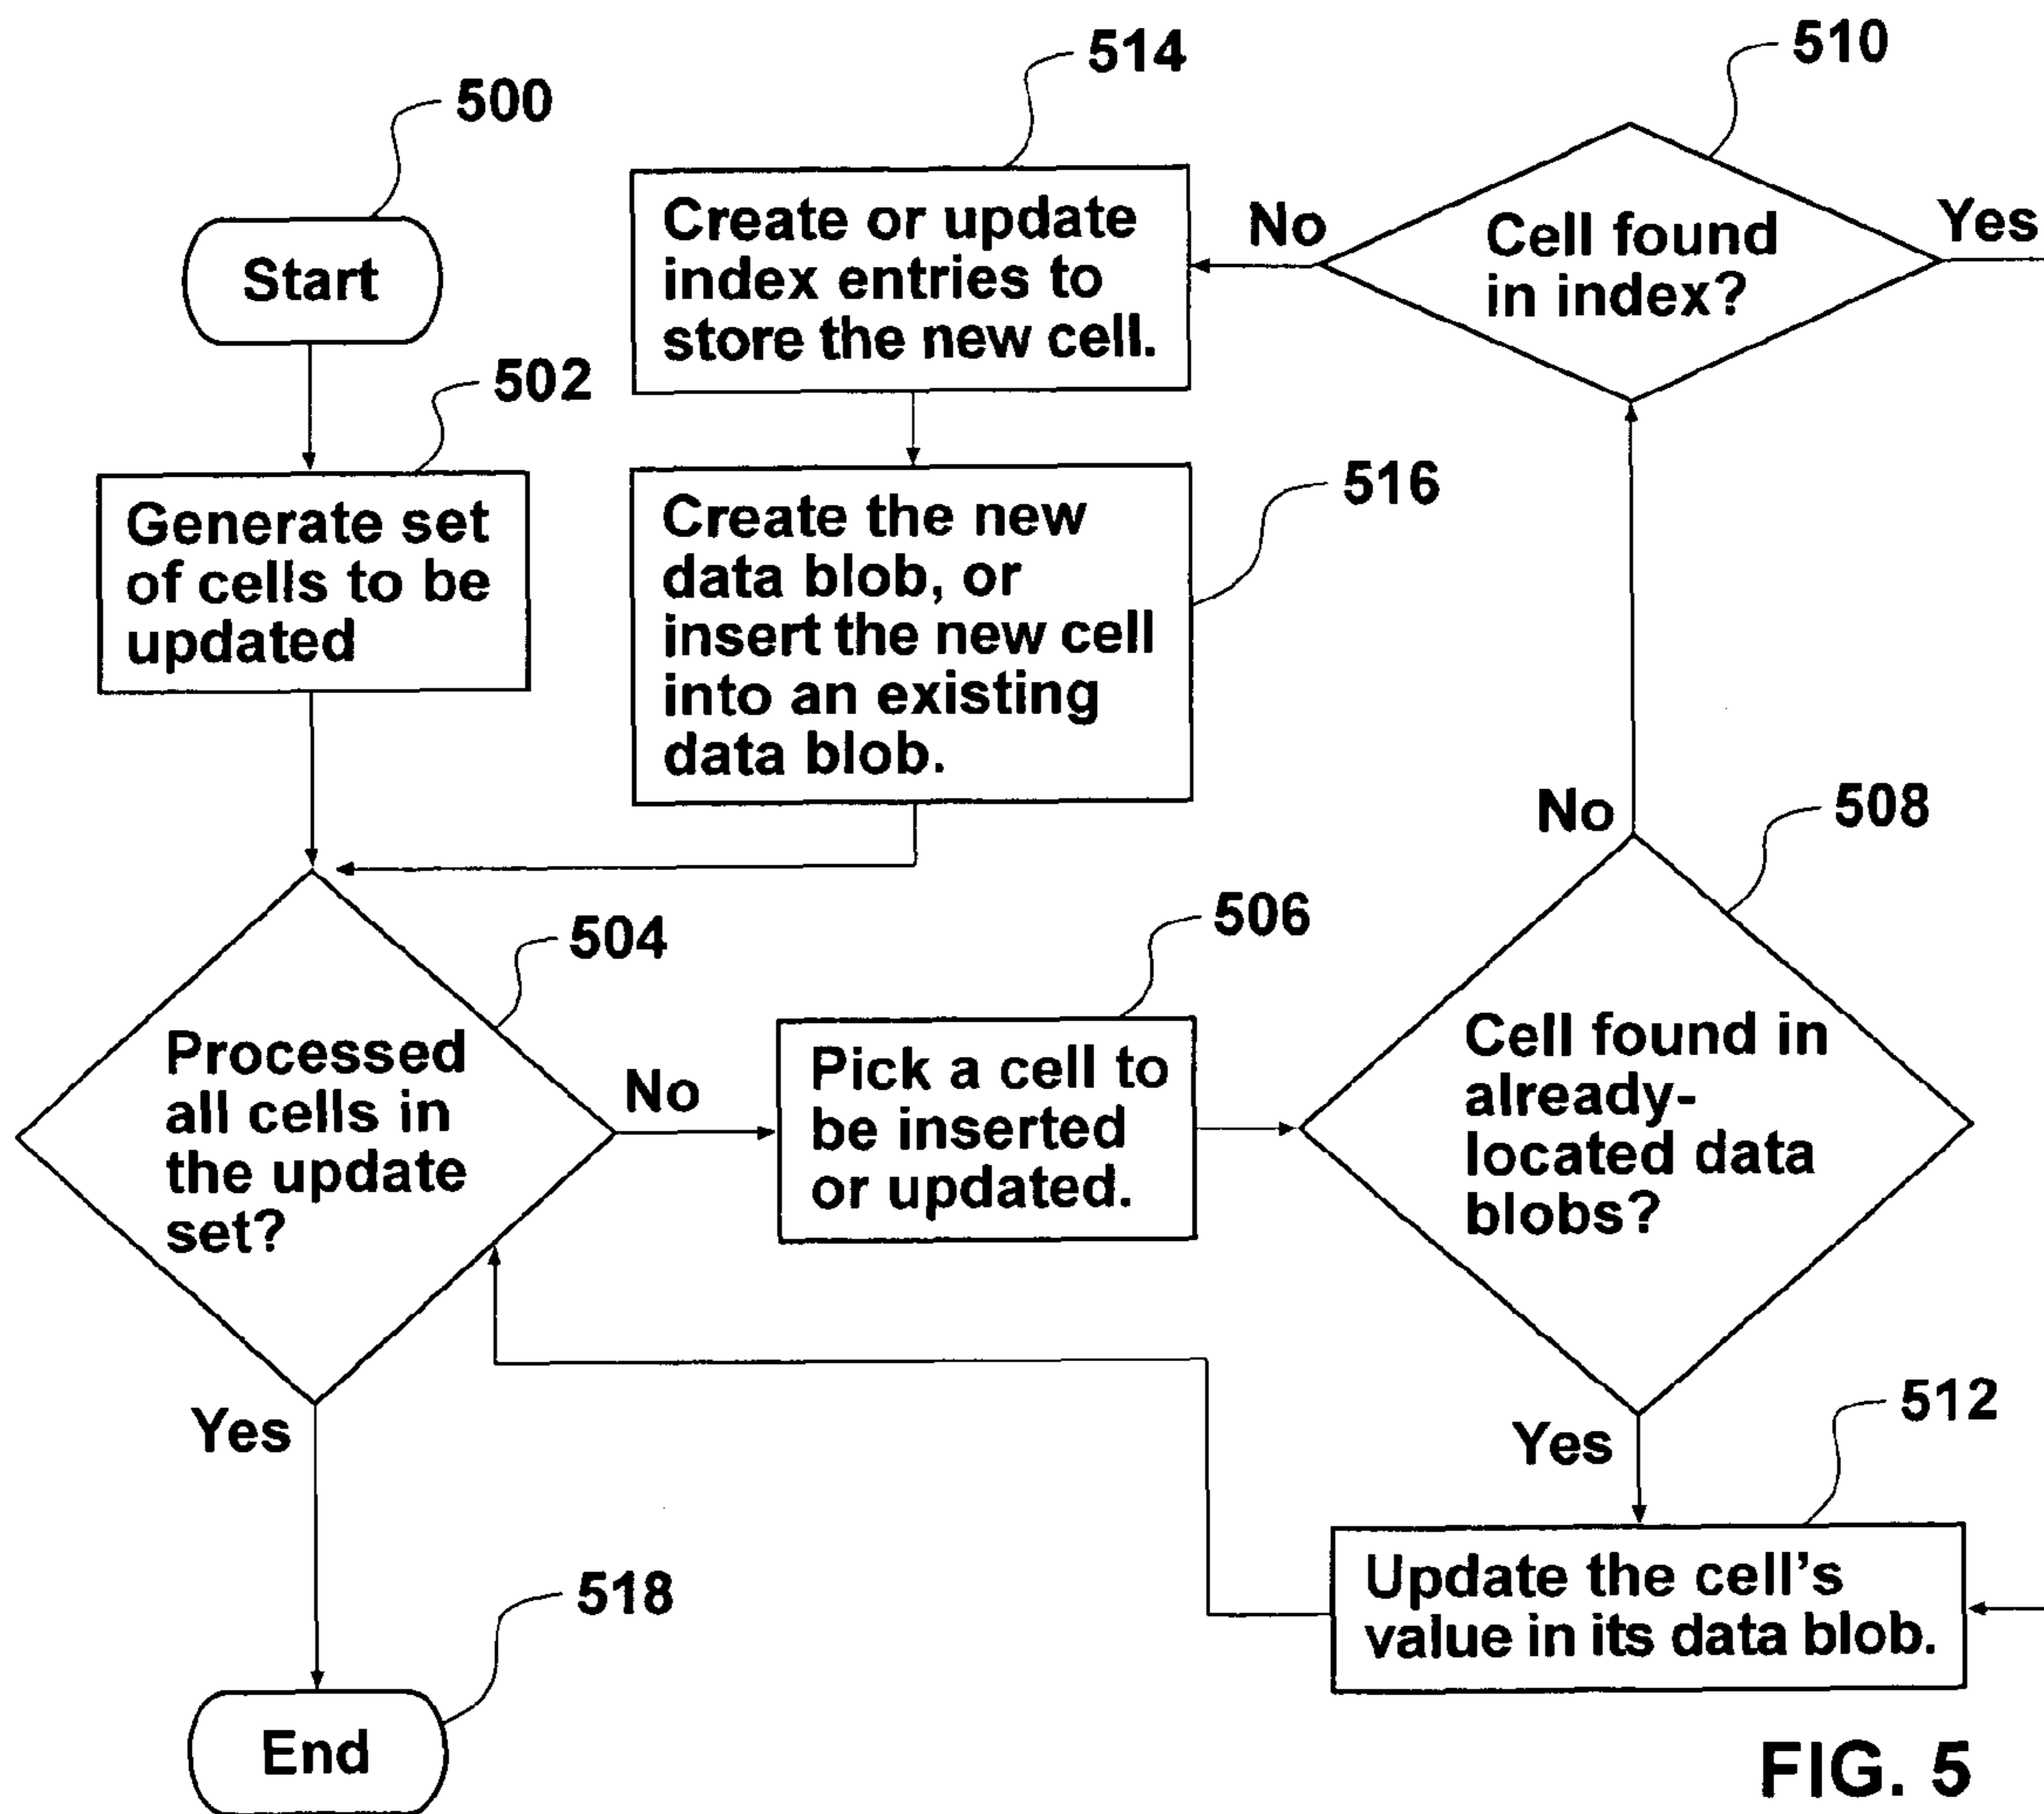 500
Start
502
Generate set
of cells to be
updated
514
Create or update
index entries to
store the new cell.
516
Create the new
data blob, or
insert the new cell
into an existing
data blob.
510
Cell found
in index?
No
Yes
504
Processed
all cells in
the update
set?
No
Yes
506
Pick a cell to
be inserted
or updated.
508
Cell found in
already-
located data
blobs?
No
Yes
512
Update the cell's
value in its data blob.
518
End
FIG. 5